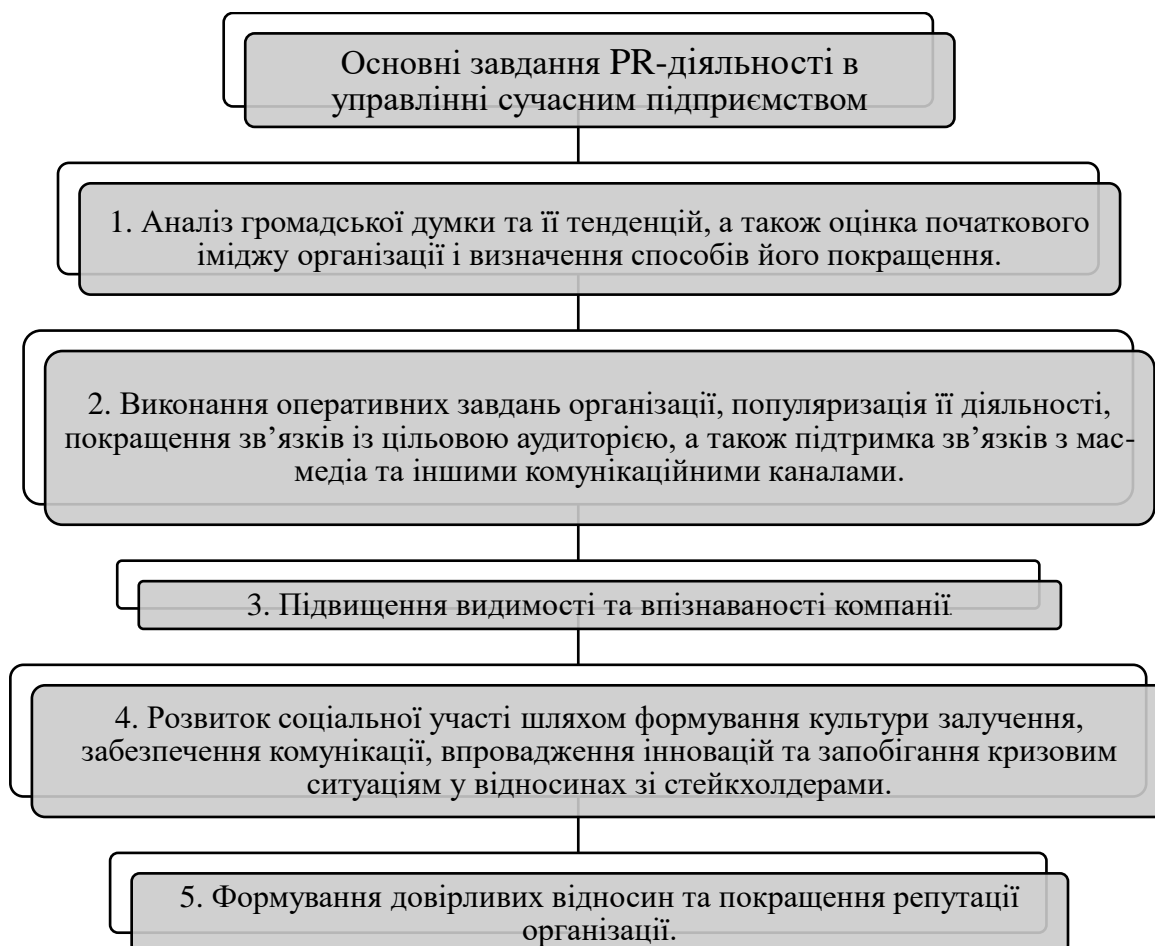 Основні завдання PR-діяльності в
управлінні сучасним підприємством
1. Аналіз громадської думки та її тенденцій, а також оцінка початкового
іміджу організації і визначення способів його покращення.
2. Виконання оперативних завдань організації, популяризація її діяльності,
покращення зв’язків із цільовою аудиторією, а також підтримка зв’язків з мас-
медіа та іншими комунікаційними каналами.
3. Підвищення видимості та впізнаваності компанії
4. Розвиток соціальної участі шляхом формування культури залучення,
забезпечення комунікації, впровадження інновацій та запобігання кризовим
ситуаціям у відносинах зі стейкхолдерами.
5. Формування довірливих відносин та покращення репутації
організації.